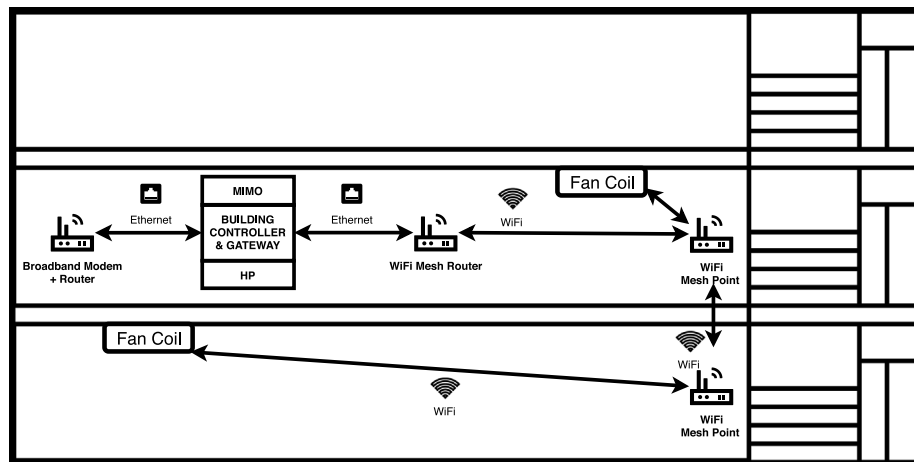 MIMO
Fan Coil
Ethernet
BUILDING
CONTROLLER
& GATEWAY
Ethernet
WiFi
Broadband Modem
+ Router
WiFi Mesh Router
WiFi
Mesh Point
HP
Fan Coil
WiFi
WiFi
WiFi
Mesh Point